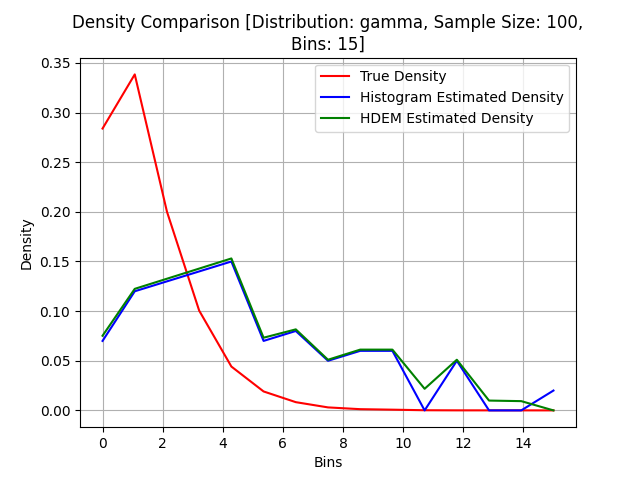 Density Comparison [Distribution: gamma, Sample Size: 100,
Bins: 15]
True Density
Histogram Estimated Density
HDEM Estimated Density
Density
0.35
0.30
0.25
0.20
0.15
0.10
0.05
0.00
0 2 4 6 8 10 12 14
Bins